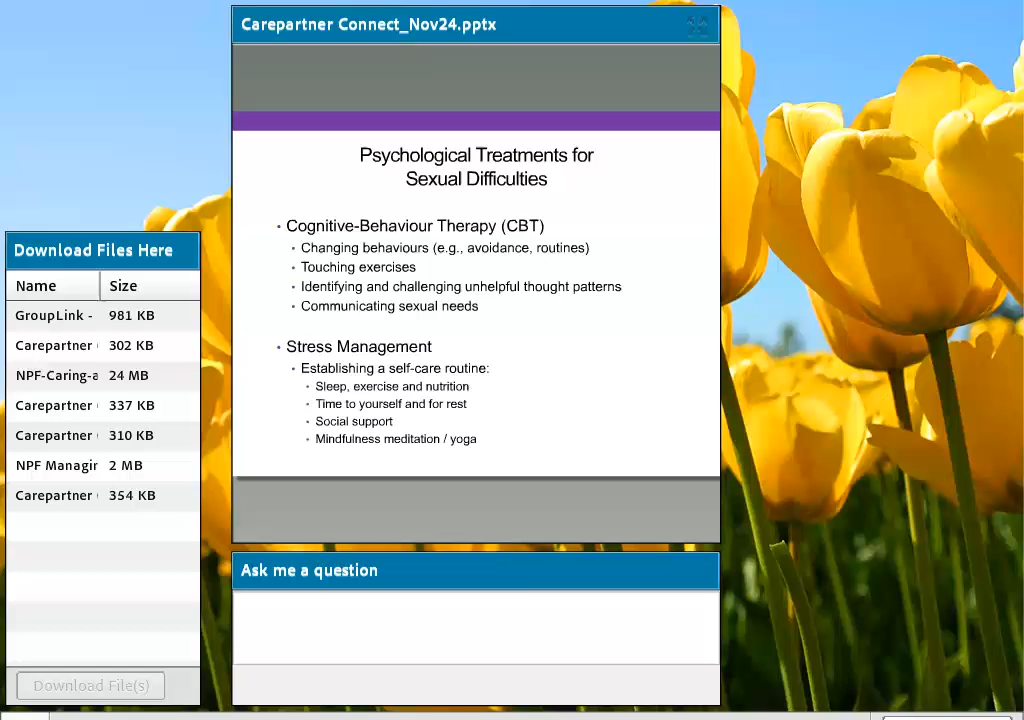 Carepartner Connect_Nov24.pptx
Psychological Treatments for
Sexual Difficulties
• Cognitive-Behaviour Therapy (CBT)
• Changing behaviours (e.g., avoidance, routines)
• Touching exercises
• Identifying and challenging unhelpful thought patterns
• Communicating sexual needs
• Stress Management
• Establishing a self-care routine:
• Sleep, exercise and nutrition
• Time to yourself and for rest
• Social support
• Mindfulness meditation / yoga
Download Files Here
Name Size
GroupLink - 981 KB
Carepartner 302 KB
NPF-Caring-a 24 MB
Carepartner 337 KB
Carepartner 310 KB
NPF Managin 2 MB
Carepartner 354 KB
Download File(s)
Ask me a question